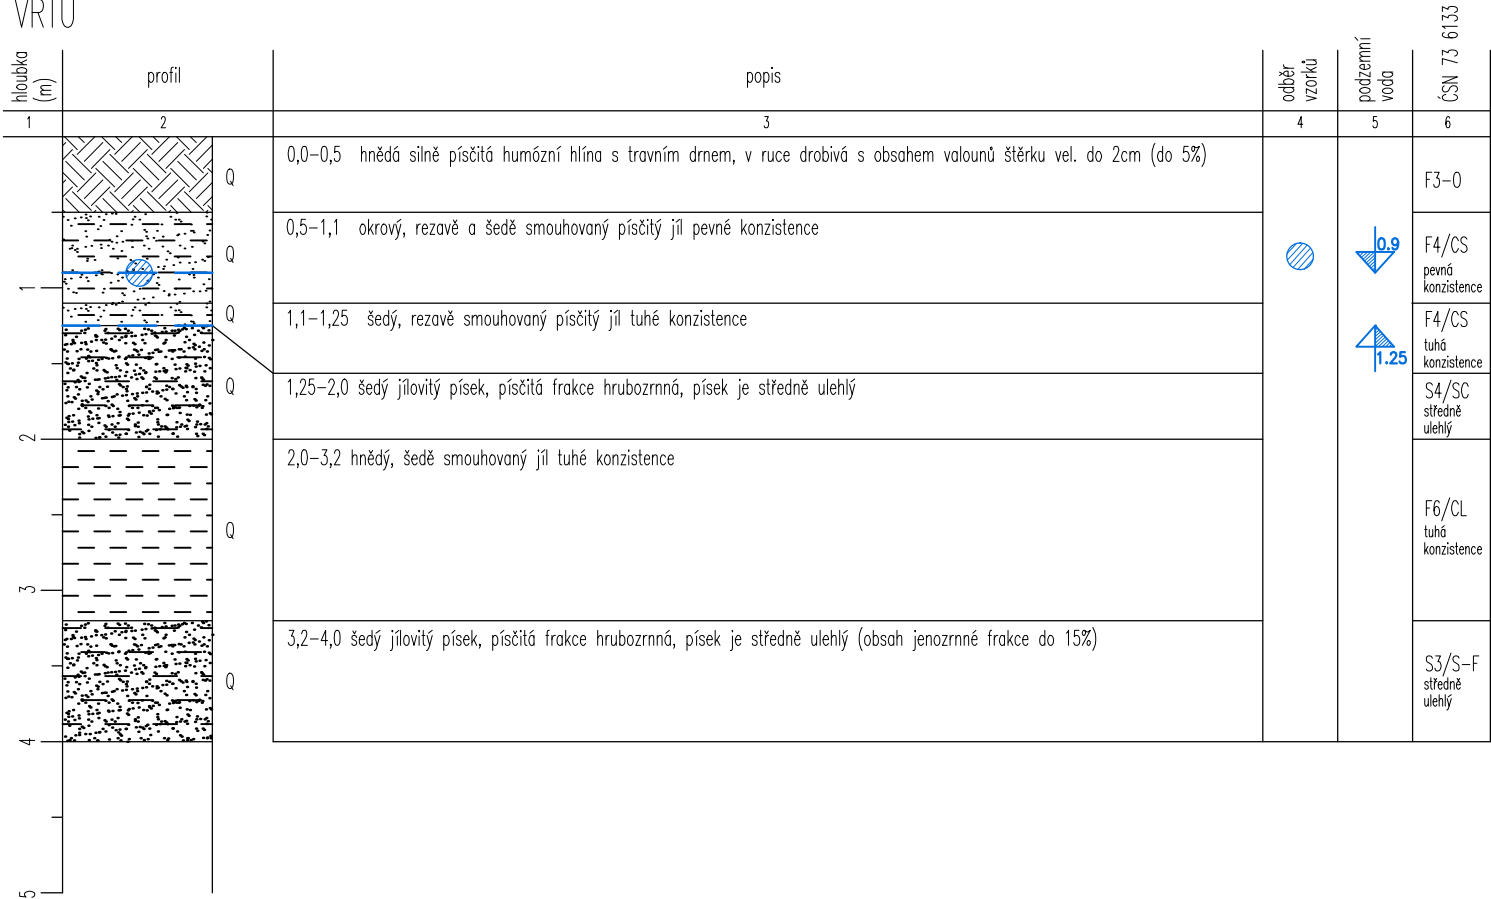 VRTU
hloubka
(m)
profil
popis
odběr
vzorků
podzemní
voda
ČSN 73 6133
1
2
3
4
5
6
Q
0,0–0,5 hnědá silně písčitá humózní hlína s travním drnem, v ruce drobivá s obsahem valounů štěrku vel. do 2cm (do 5%)
F3–O
Q
0,5–1,1 okrový, rezavě a šedě smouhovaný písčitý jíl pevné konzistence
0.9
F4/CS
pevná
konzistence
1
Q
1,1–1,25 šedý, rezavě smouhovaný písčitý jíl tuhé konzistence
1.25
F4/CS
tuhá
konzistence
Q
1,25–2,0 šedý jílovitý písek, písčitá frakce hrubozrnná, písek je středně ulehlý
S4/SC
středně
ulehlý
2
2,0–3,2 hnědý, šedě smouhovaný jíl tuhé konzistence
Q
F6/CL
tuhá
konzistence
3
3,2–4,0 šedý jílovitý písek, písčitá frakce hrubozrnná, písek je středně ulehlý (obsah jenozrnné frakce do 15%)
Q
S3/S–F
středně
ulehlý
4
5